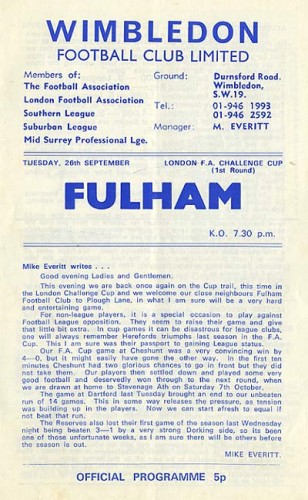 WIMBLEDON
FOOTBALL CLUB LIMITED
Members of: Ground: Durnsford Road.
The Football Association Wimbledon,
London Football Association S.W.19.
Southern League Tel.: 01-946 1993
Suburban League 01-946 2592
Mid Surrey Professional Lge. Manager: M. EVERITT
TUESDAY, 26th SEPTEMBER LONDON F.A. CHALLENGE CUP
(1st Round)
FULHAM
K.O. 7.30 p.m.
Mike Everitt writes . . .
Good evening Ladies and Gentlemen.
This evening we are back once again on the Cup trail, this time in
the London Challenge Cup and we welcome our close neighbours Fulham
Football Club to Plough Lane, in what I am sure will be a very hard
and entertaining game.
For non-league players, it is a special occasion to play against
Football League opposition. They seem to raise their game and give
that little bit extra. In cup games it can be disastrous for league clubs,
one will always remember Herefords triumphs last season in the F.A.
Cup. This I am sure was their passport to gaining League status.
Our F.A. Cup game at Cheshunt was a very convincing win by
4—0, but it might easily have gone the other way. In the first ten
minutes Cheshunt had two glorious chances to go in front but they did
not take them. Our players then settled down and played some very
good football and deservedly won through to the next round, when
we are drawn at home to Stevenage Ath on Saturday 7th October.
The game at Dartford last Tuesday brought an end to our unbeaten
run of 14 games. This in some way releases the pressure, as tension
was building up in the players. Now we can start afresh to equal if
not beat that run.
The Reserves also lost their first game of the season last Wednesday
night being beaten 3—1 by a very strong Dorking side, so its been
one of those unfortunate weeks, as I am sure there will be others before
the season is out.
MIKE EVERITT.
OFFICIAL PROGRAMME 5p